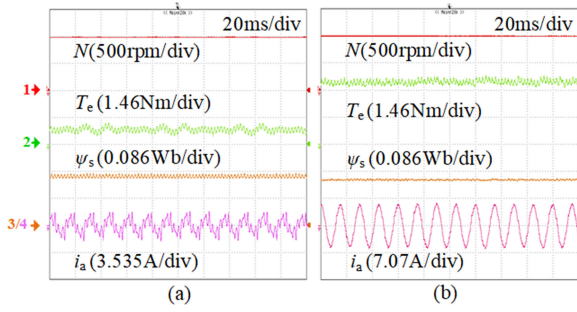 20ms/div
N(500rpm/div)
1
Te(1.46Nm/div)
2
ψs(0.086Wb/div)
3/4
ia(3.535A/div)
(a)
20ms/div
N(500rpm/div)
Te(1.46Nm/div)
ψs(0.086Wb/div)
ia(7.07A/div)
(b)